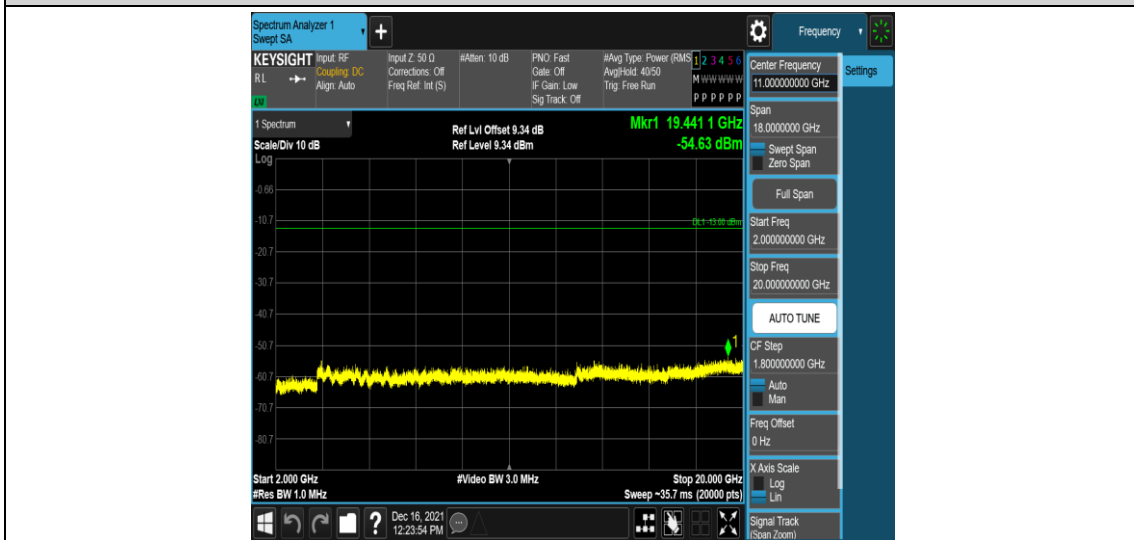 Spectrum Analyzer 1
Swept SA
+
Frequency
KEYSIGHT
RL
Input: RF
Coupling: DC
Align: Auto
Input Z: 50 Ω
Corrections: Off
Freq Ref: Int (S)
#Atten: 10 dB
PNO: Fast
Gate: Off
IF Gain: Low
Sig Track: Off
#Avg Type: Power (RMS
Avg|Hold: 40/50
Trig: Free Run
1 2 3 4 5 6
M W W W W W
P P P P P P
Center Frequency
11.000000000 GHz
Settings
Span
18.0000000 GHz
Swept Span
Zero Span
Full Span
Start Freq
2.000000000 GHz
Stop Freq
20.000000000 GHz
AUTO TUNE
CF Step
1.800000000 GHz
Auto
Man
Freq Offset
0 Hz
X Axis Scale
Log
Lin
Signal Track
(Span Zoom)
1 Spectrum
Scale/Div 10 dB
Log
Ref Lvl Offset 9.34 dB
Ref Level 9.34 dBm
Mkr1 19.441 1 GHz
-54.63 dBm
-0.66
-10.7
DL1 -13.00 dBm
-20.7
-30.7
-40.7
-50.7
1
-60.7
-70.7
-80.7
Start 2.000 GHz
#Res BW 1.0 MHz
#Video BW 3.0 MHz
Stop 20.000 GHz
Sweep ~35.7 ms (20000 pts)
?
Dec 16, 2021
12:23:54 PM